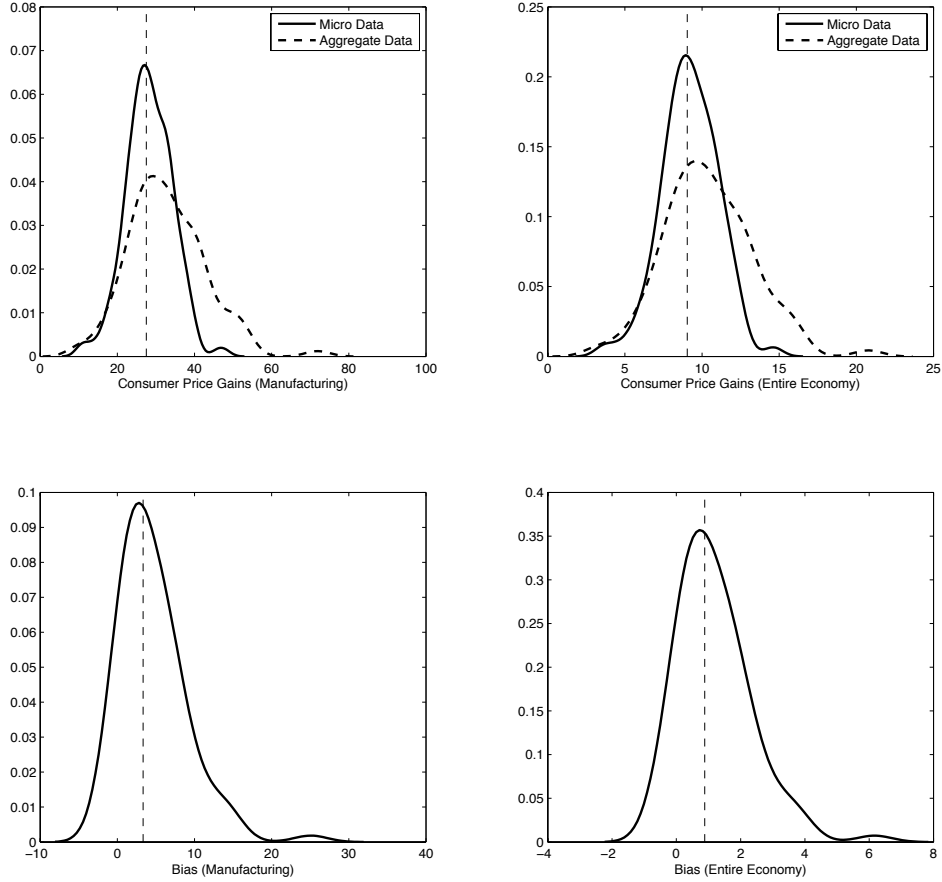 0.08
0.07
0.06
0.05
0.04
0.03
0.02
0.01
0
0 20 40 60 80 100
Micro Data
Aggregate Data
Consumer Price Gains (Manufacturing)
0.25
0.2
0.15
0.1
0.05
0
0 5 10 15 20 25
Micro Data
Aggregate Data
Consumer Price Gains (Entire Economy)
0.1
0.09
0.08
0.07
0.06
0.05
0.04
0.03
0.02
0.01
0
−10 0 10 20 30 40
Bias (Manufacturing)
0.4
0.35
0.3
0.25
0.2
0.15
0.1
0.05
0
−4 −2 0 2 4 6 8
Bias (Entire Economy)